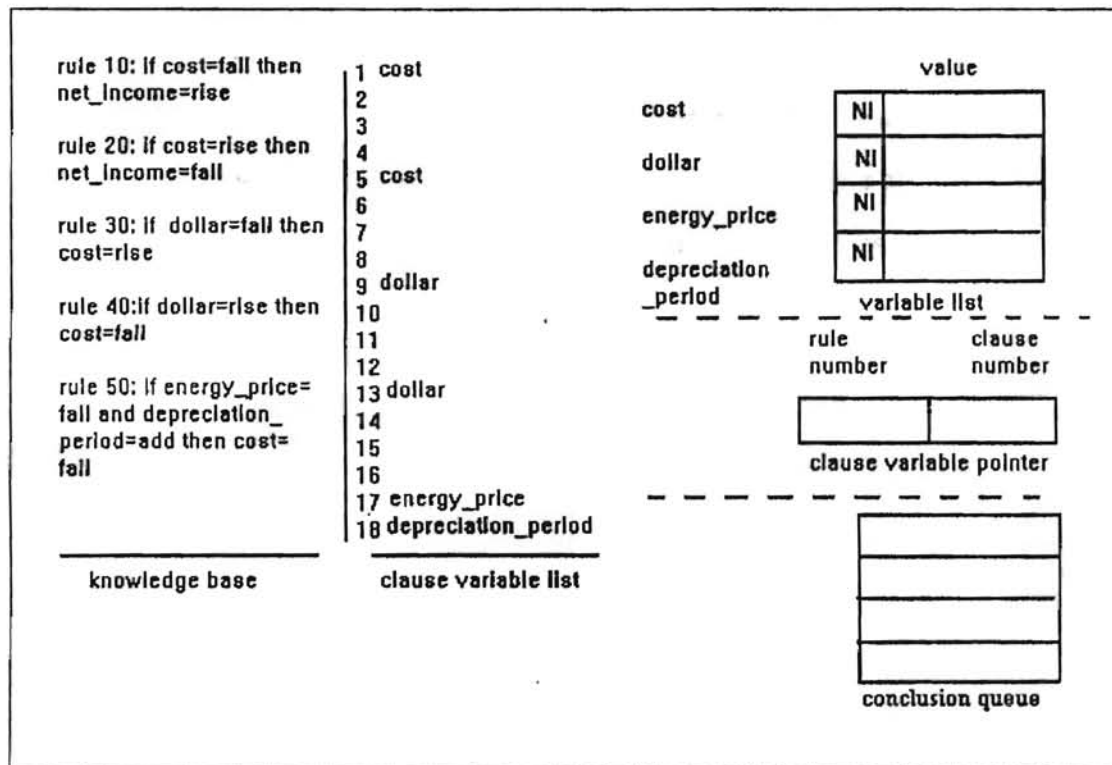 rule 10: if cost=fall then
net_income=rise
rule 20: if cost=rise then
net_income=fall
rule 30: if dollar=fall then
cost=rise
rule 40:if dollar=rise then
cost=fall
rule 50: if energy_price=
fall and depreciation_
period=add then cost=
fall
knowledge base
1 cost
2
3
4
5 cost
6
7
8
9 dollar
10
11
12
13 dollar
14
15
16
17 energy_price
18 depreciation_period
clause variable list
value
cost NI
dollar NI
energy_price NI
depreciation NI
_period
variable list
rule clause
number number
clause variable pointer
conclusion queue